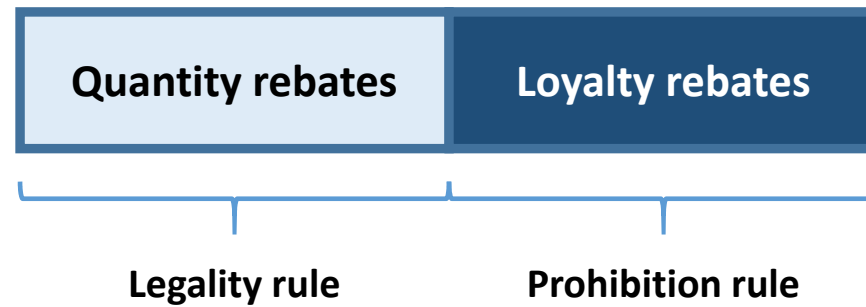 Quantity rebates
Loyalty rebates
Legality rule
Prohibition rule